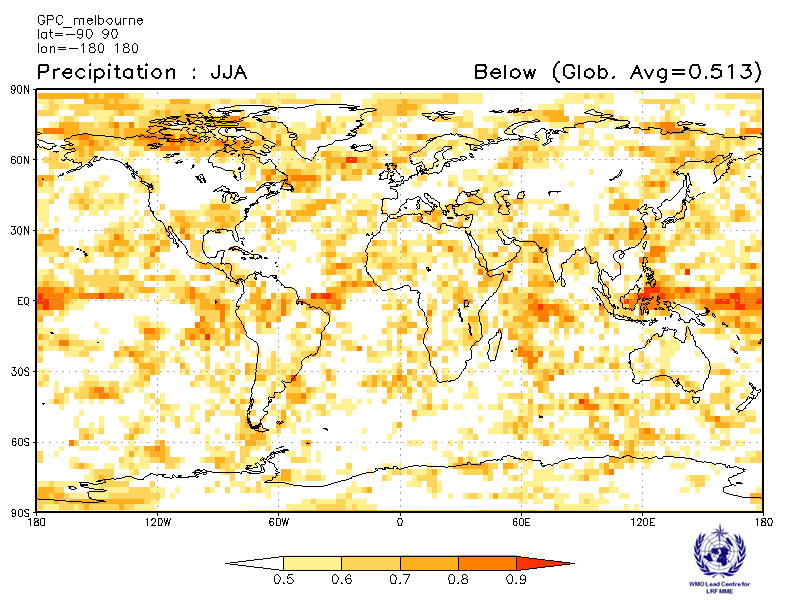 GPC_melbourne
lat=−90 90
lon=−180 180
Precipitation : JJA
Below (Glob. Avg=0.513)
90N
60N
30N
EQ
30S
60S
90S
180 120W 60W 0 60E 120E 180
0.5 0.6 0.7 0.8 0.9
WMO Lead Centre for
LRF MME